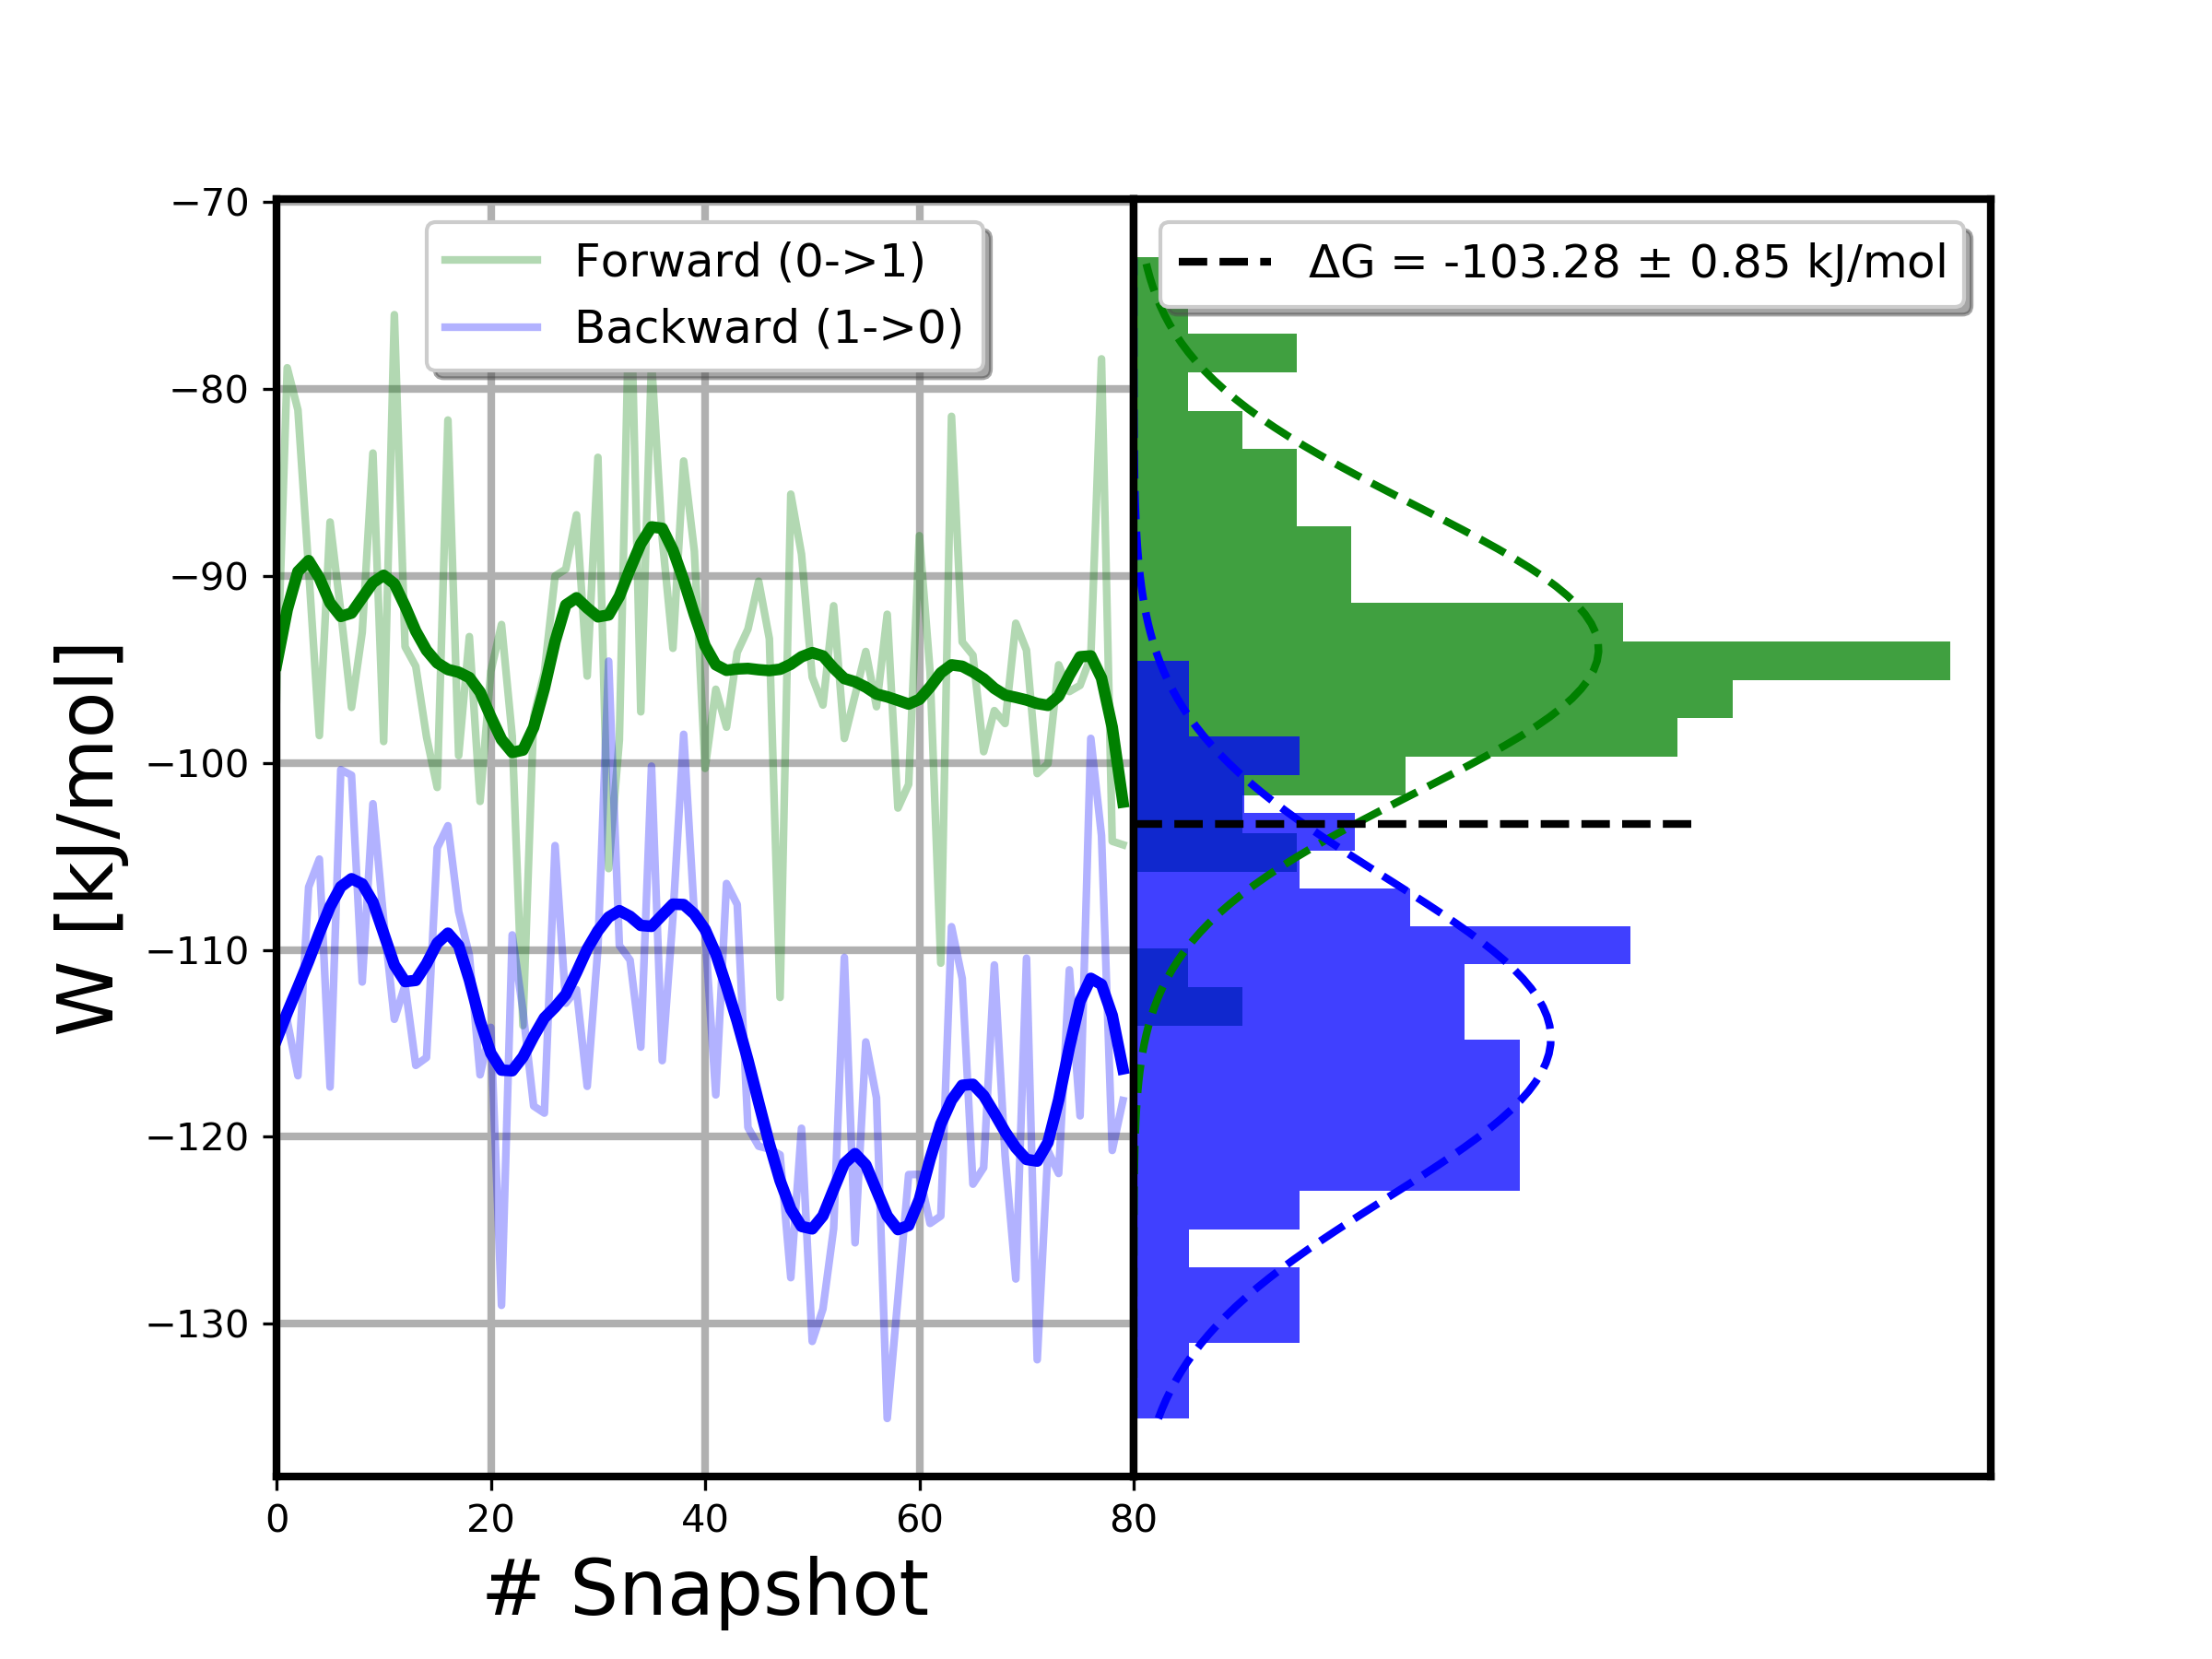 Forward (0->1)
Backward (1->0)
ΔG = -103.28 ± 0.85 kJ/mol
W [kJ/mol]
−70
−80
−90
−100
−110
−120
−130
0 20 40 60 80
# Snapshot